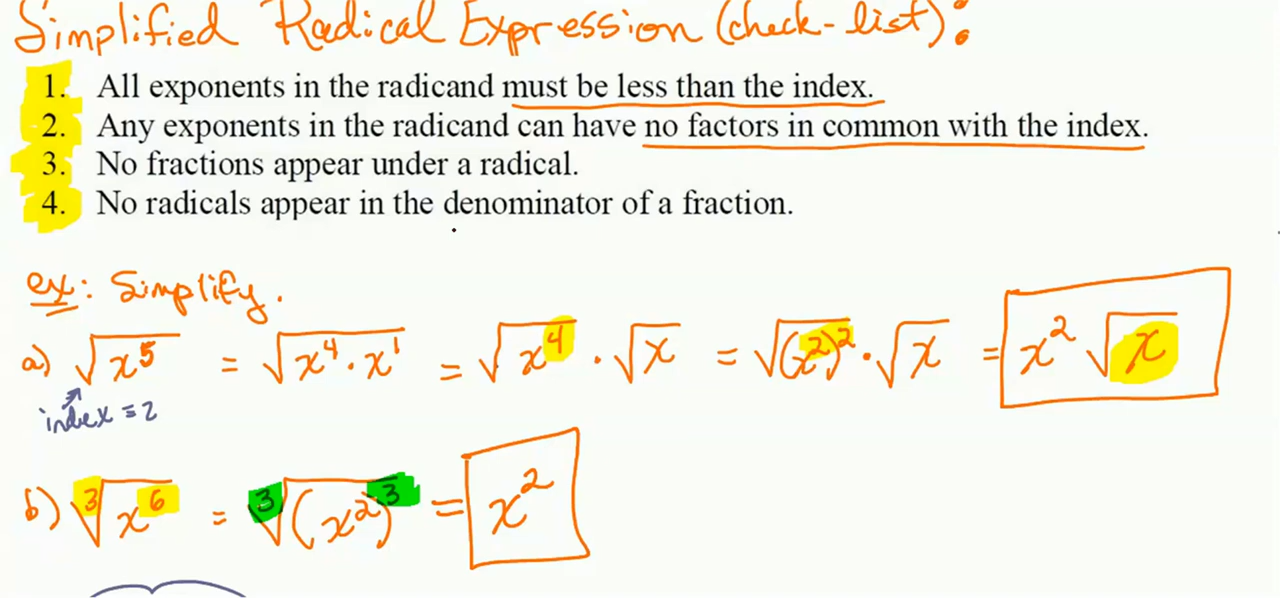 Simplified Radical Expression (check-list):
1. All exponents in the radicand must be less than the index.
2. Any exponents in the radicand can have no factors in common with the index.
3. No fractions appear under a radical.
4. No radicals appear in the denominator of a fraction.
ex: Simplify.
a) √x⁵ = √x⁴·x¹ = √x⁴ · √x = √(x²)² · √x = x² √x
index = 2
b) ∛x⁶ = ∛(x²)³ = x²